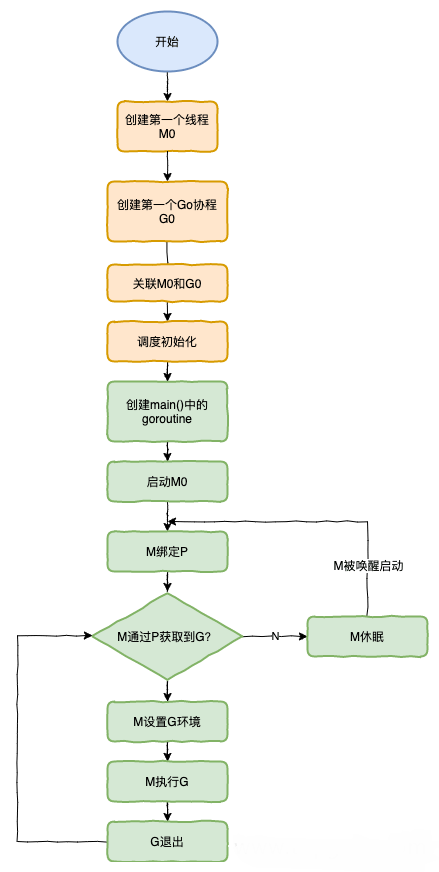 开始
创建第一个线程
M0
创建第一个Go协程
G0
关联M0和G0
调度初始化
创建main()中的
goroutine
启动M0
M绑定P
M被唤醒启动
M通过P获取到G?
N
M休眠
M设置G环境
M执行G
G退出